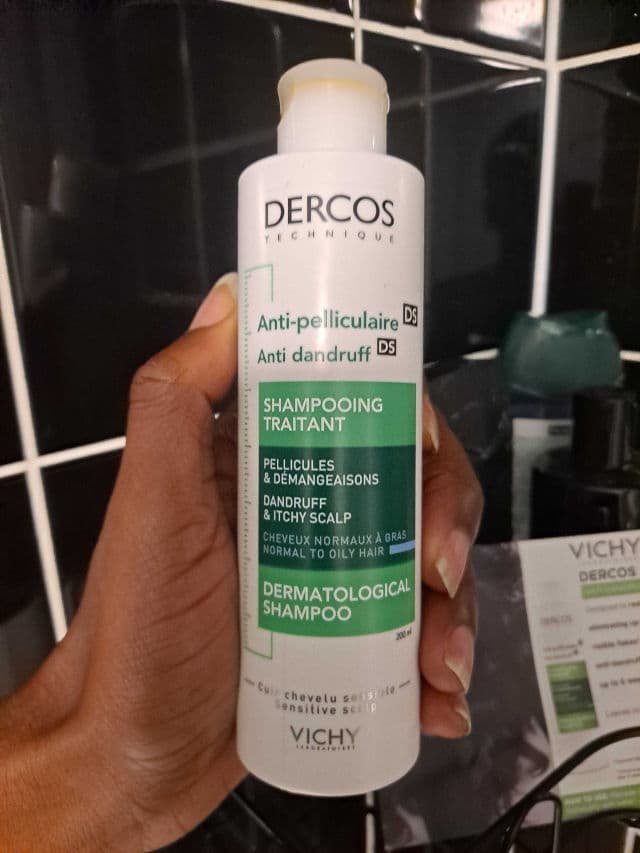 DERCOS
TECHNIQUE
Anti-pelliculaire DS
Anti dandruff DS
SHAMPOOING
TRAITANT
PELLICULES
& DÉMANGEAISONS
DANDRUFF
& ITCHY SCALP
CHEVEUX NORMAUX À GRAS
NORMAL TO OILY HAIR
DERMATOLOGICAL
SHAMPOO
200 ml
Cuir chevelu sensible
Sensitive scalp
VICHY
LABORATOIRES
VICHY
DERCOS